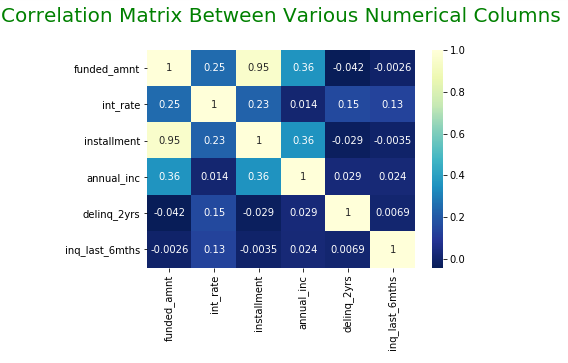 Correlation Matrix Between Various Numerical Columns
funded_amnt 1 0.25 0.95 0.36 -0.042 -0.0026
int_rate 0.25 1 0.23 0.014 0.15 0.13
installment 0.95 0.23 1 0.36 -0.029 -0.0035
annual_inc 0.36 0.014 0.36 1 0.029 0.024
delinq_2yrs -0.042 0.15 -0.029 0.029 1 0.0069
inq_last_6mths -0.0026 0.13 -0.0035 0.024 0.0069 1
funded_amnt
int_rate
installment
annual_inc
delinq_2yrs
inq_last_6mths
1.0
0.8
0.6
0.4
0.2
0.0